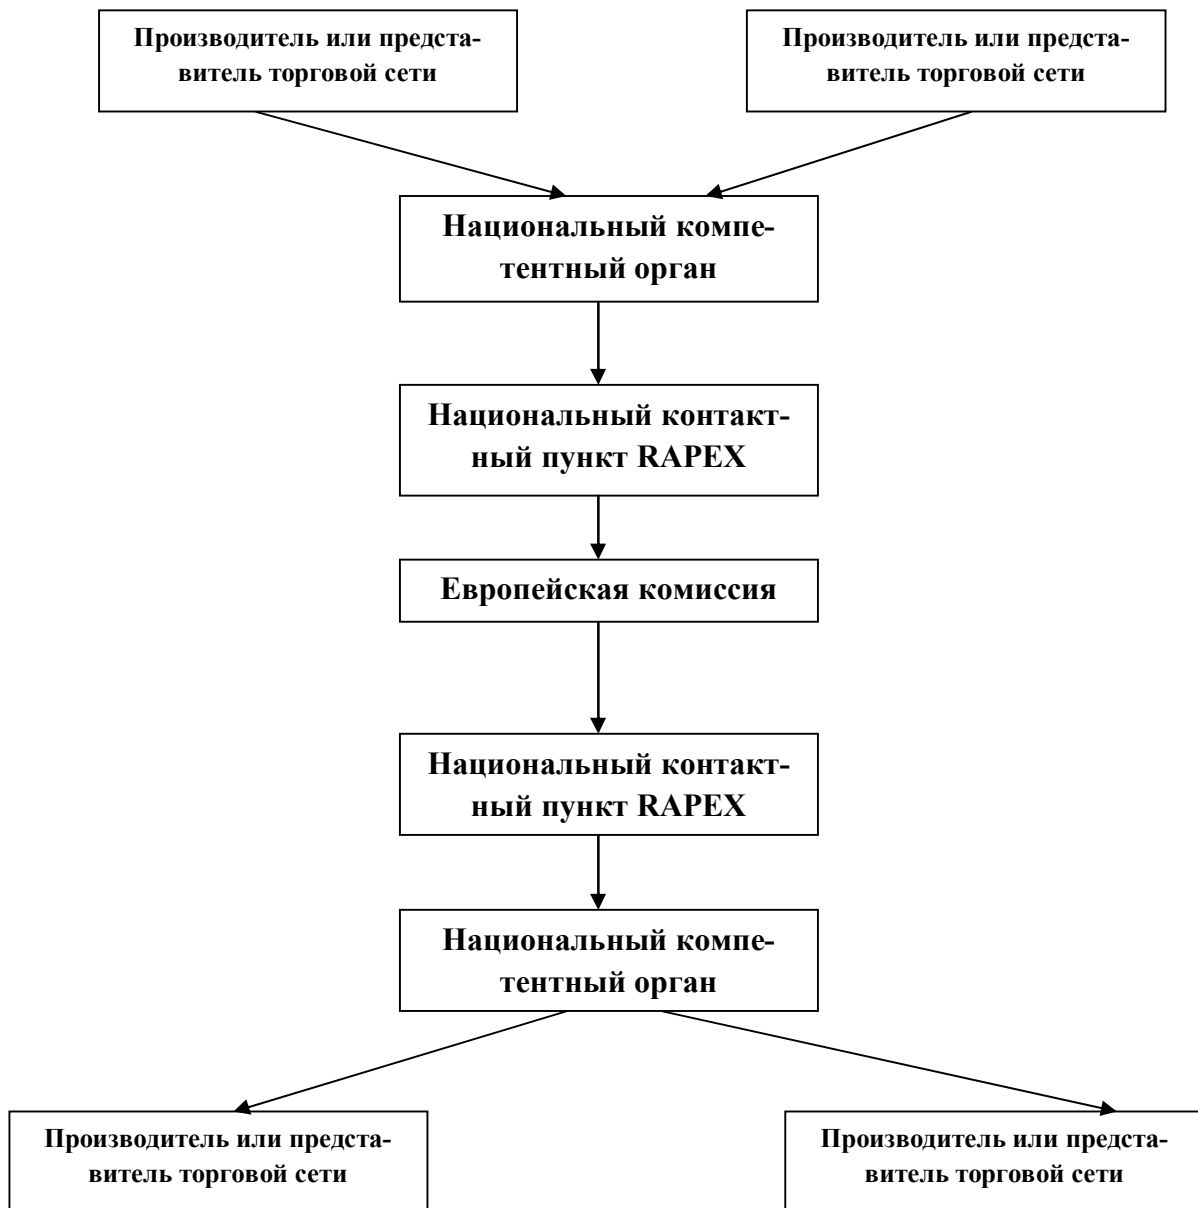 Производитель или предста-
витель торговой сети
Производитель или предста-
витель торговой сети
Национальный компе-
тентный орган
Национальный контакт-
ный пункт RAPEX
Европейская комиссия
Национальный контакт-
ный пункт RAPEX
Национальный компе-
тентный орган
Производитель или предста-
витель торговой сети
Производитель или предста-
витель торговой сети